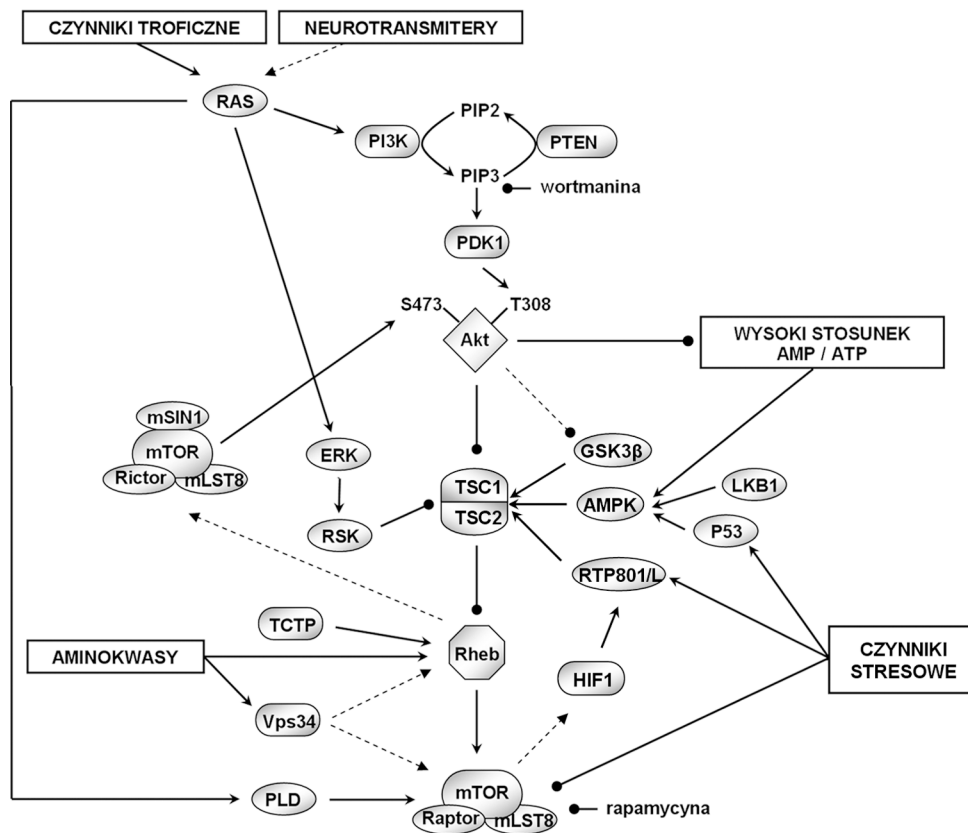 CZYNNIKI TROFICZNE
NEUROTRANSMITERY
RAS
PIP2
PI3K
PTEN
PIP3
wortmanina
PDK1
S473
T308
Akt
WYSOKI STOSUNEK
AMP / ATP
mSIN1
mTOR
Rictor
mLST8
ERK
GSK3β
TSC1
TSC2
AMPK
LKB1
RSK
P53
RTP801/L
TCTP
AMINOKWASY
Rheb
HIF1
CZYNNIKI
STRESOWE
Vps34
PLD
mTOR
Raptor
mLST8
rapamycyna